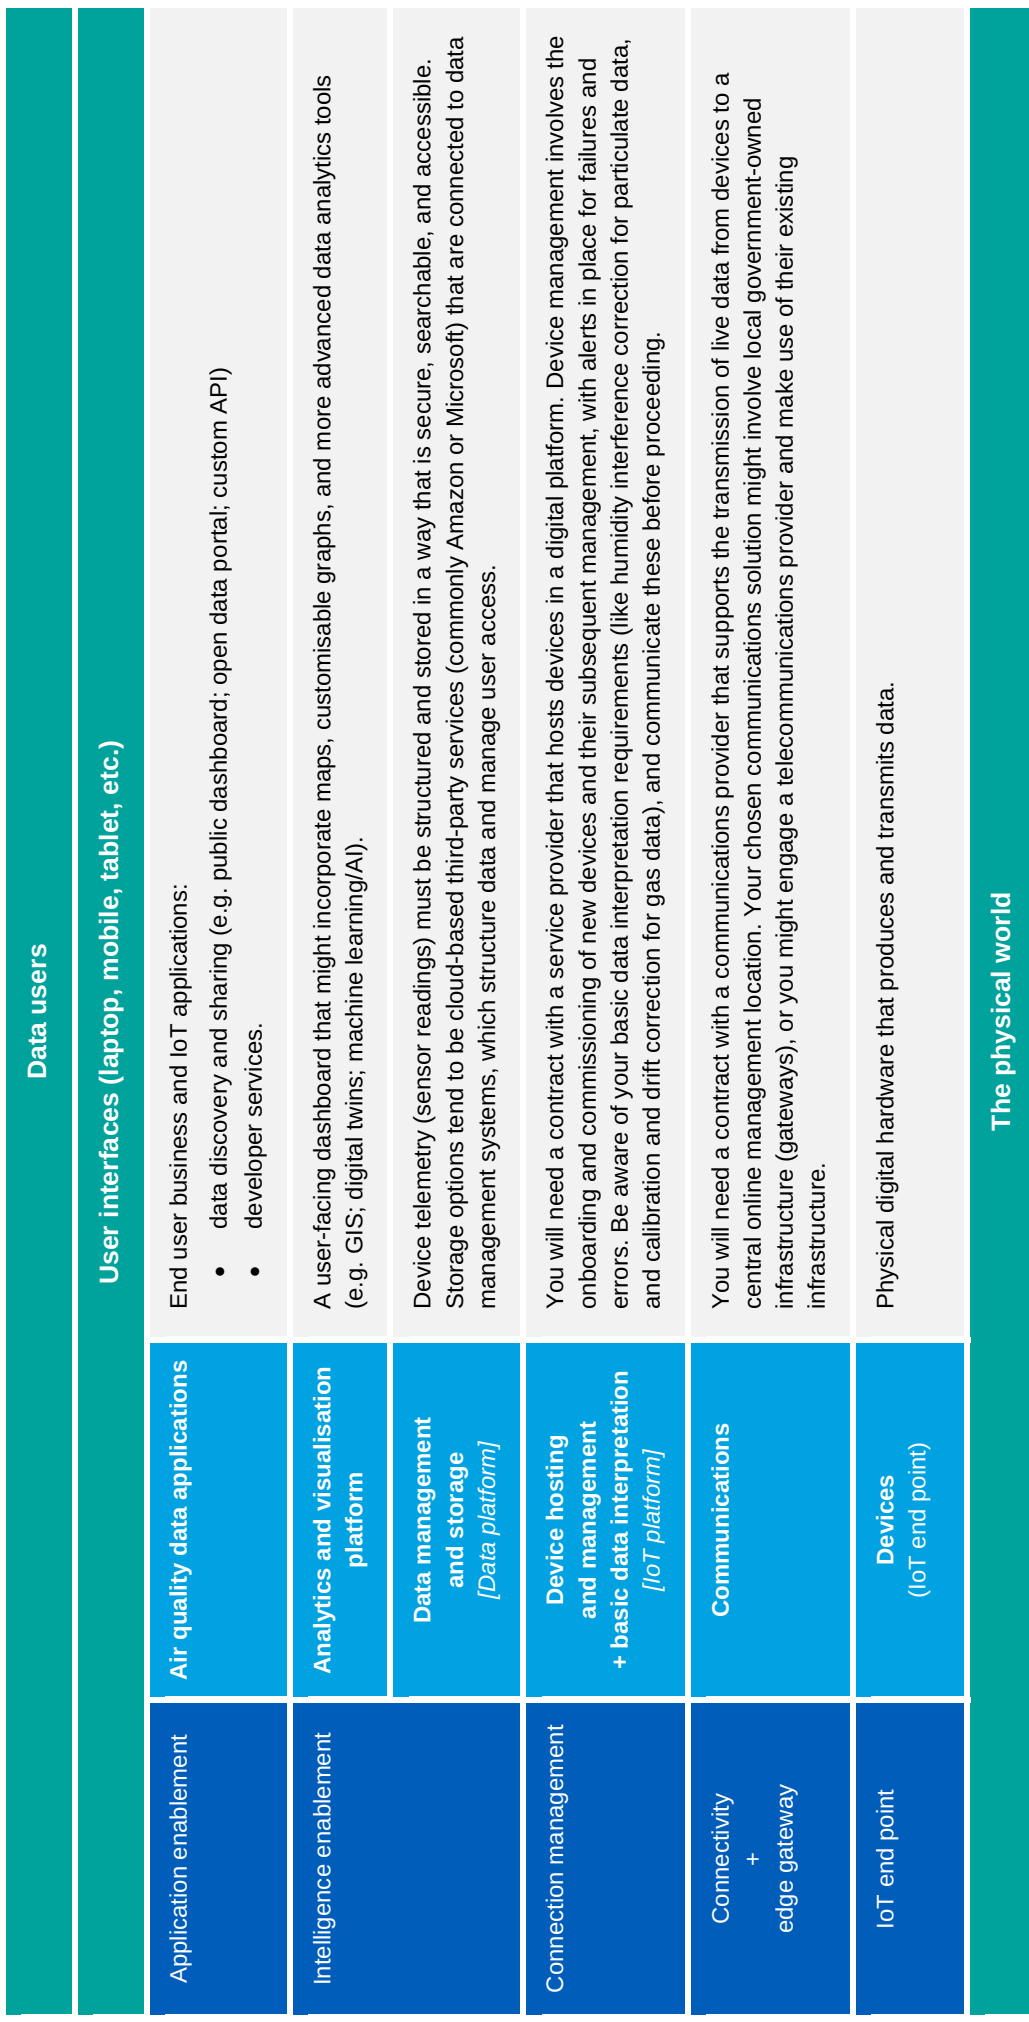 Data users
User interfaces (laptop, mobile, tablet, etc.)
Application enablement
Air quality data applications
End user business and IoT applications:
• data discovery and sharing (e.g. public dashboard; open data portal; custom API)
• developer services.
Intelligence enablement
Analytics and visualisation
platform
A user-facing dashboard that might incorporate maps, customisable graphs, and more advanced data analytics tools
(e.g. GIS; digital twins; machine learning/AI).
Data management
and storage
[Data platform]
Device telemetry (sensor readings) must be structured and stored in a way that is secure, searchable, and accessible.
Storage options tend to be cloud-based third-party services (commonly Amazon or Microsoft) that are connected to data
management systems, which structure data and manage user access.
Connection management
Device hosting
and management
+ basic data interpretation
[IoT platform]
You will need a contract with a service provider that hosts devices in a digital platform. Device management involves the
onboarding and commissioning of new devices and their subsequent management, with alerts in place for failures and
errors. Be aware of your basic data interpretation requirements (like humidity interference correction for particulate data,
and calibration and drift correction for gas data), and communicate these before proceeding.
Connectivity
+
edge gateway
Communications
You will need a contract with a communications provider that supports the transmission of live data from devices to a
central online management location. Your chosen communications solution might involve local government-owned
infrastructure (gateways), or you might engage a telecommunications provider and make use of their existing
infrastructure.
IoT end point
Devices
(IoT end point)
Physical digital hardware that produces and transmits data.
The physical world